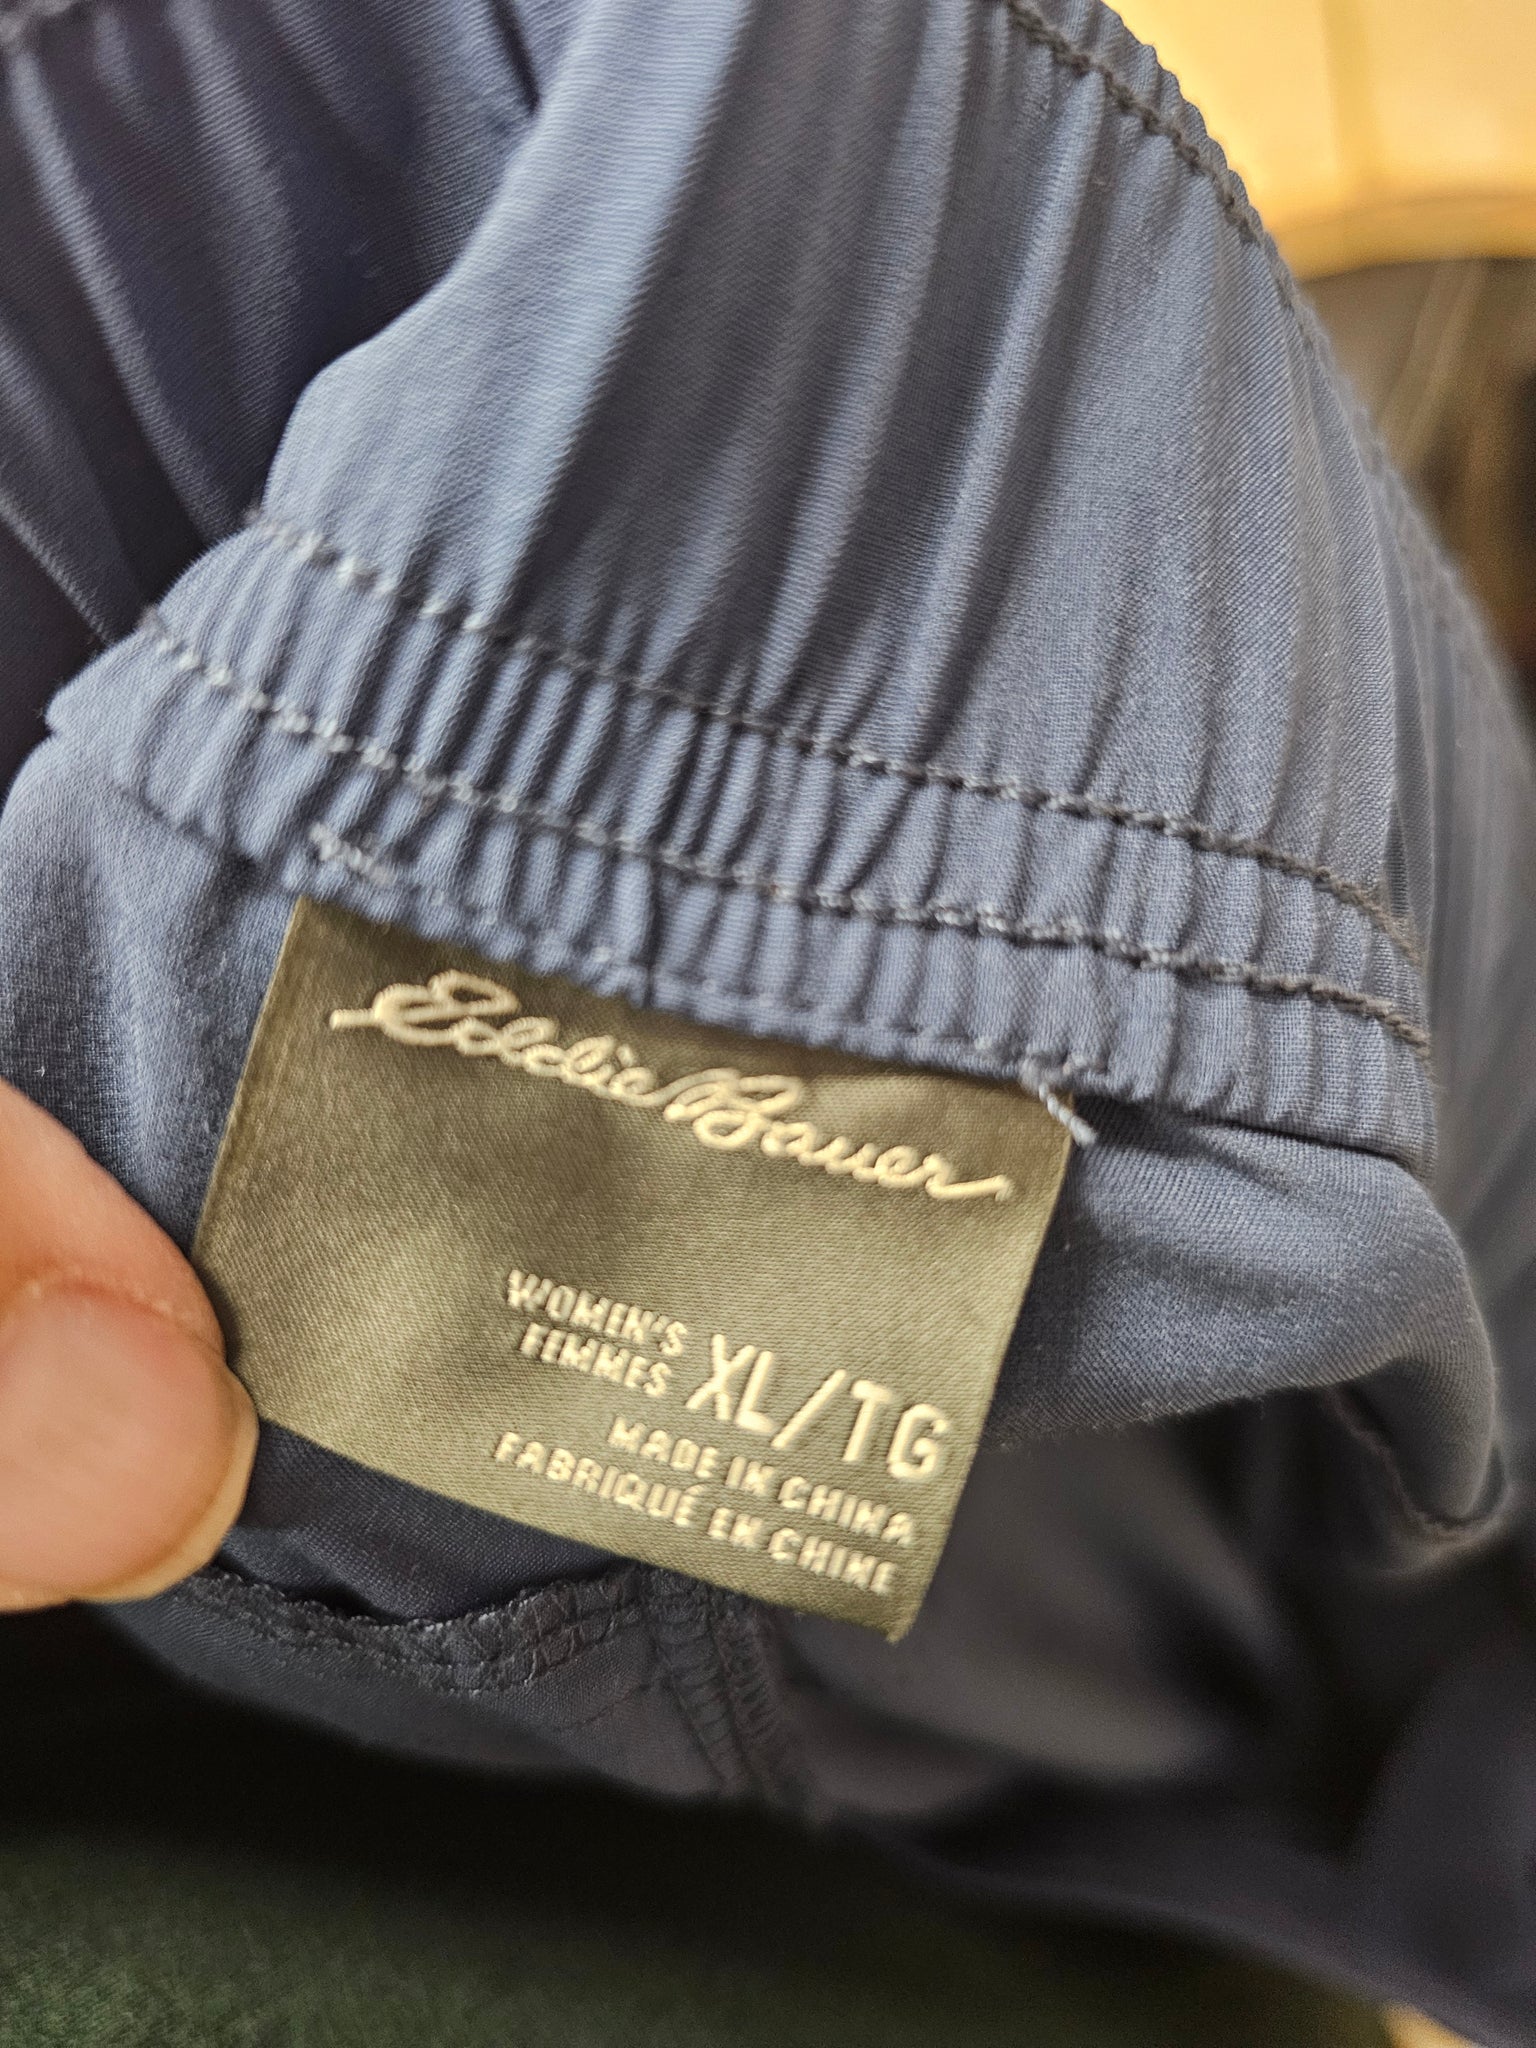 Eddie Bauer
WOMEN'S
FEMMES
XL/TG
MADE IN CHINA
FABRIQUÉ EN CHINE